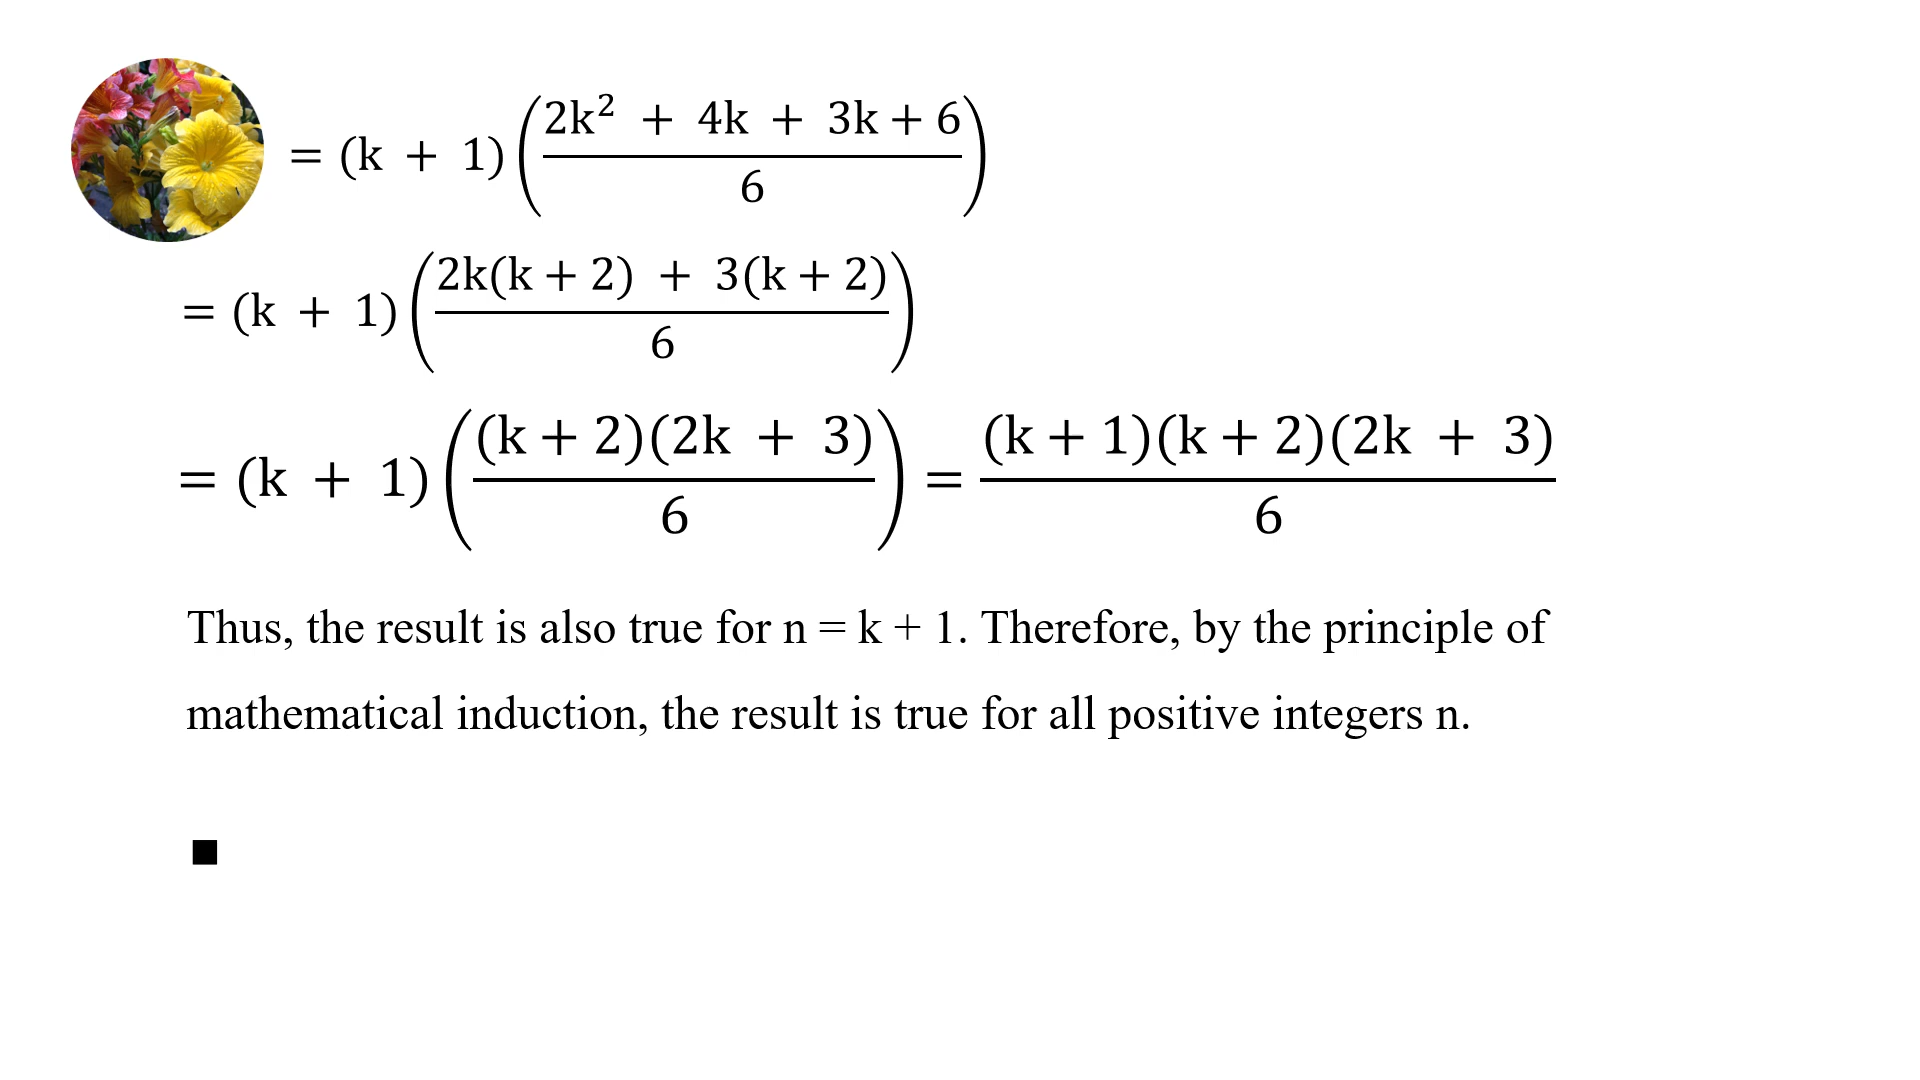 = (k + 1) ((2k² + 4k + 3k + 6)/6)
= (k + 1) ((2k(k + 2) + 3(k + 2))/6)
= (k + 1) (((k + 2)(2k + 3))/6) = ((k + 1)(k + 2)(2k + 3))/6
Thus, the result is also true for n = k + 1. Therefore, by the principle of
mathematical induction, the result is true for all positive integers n.
■